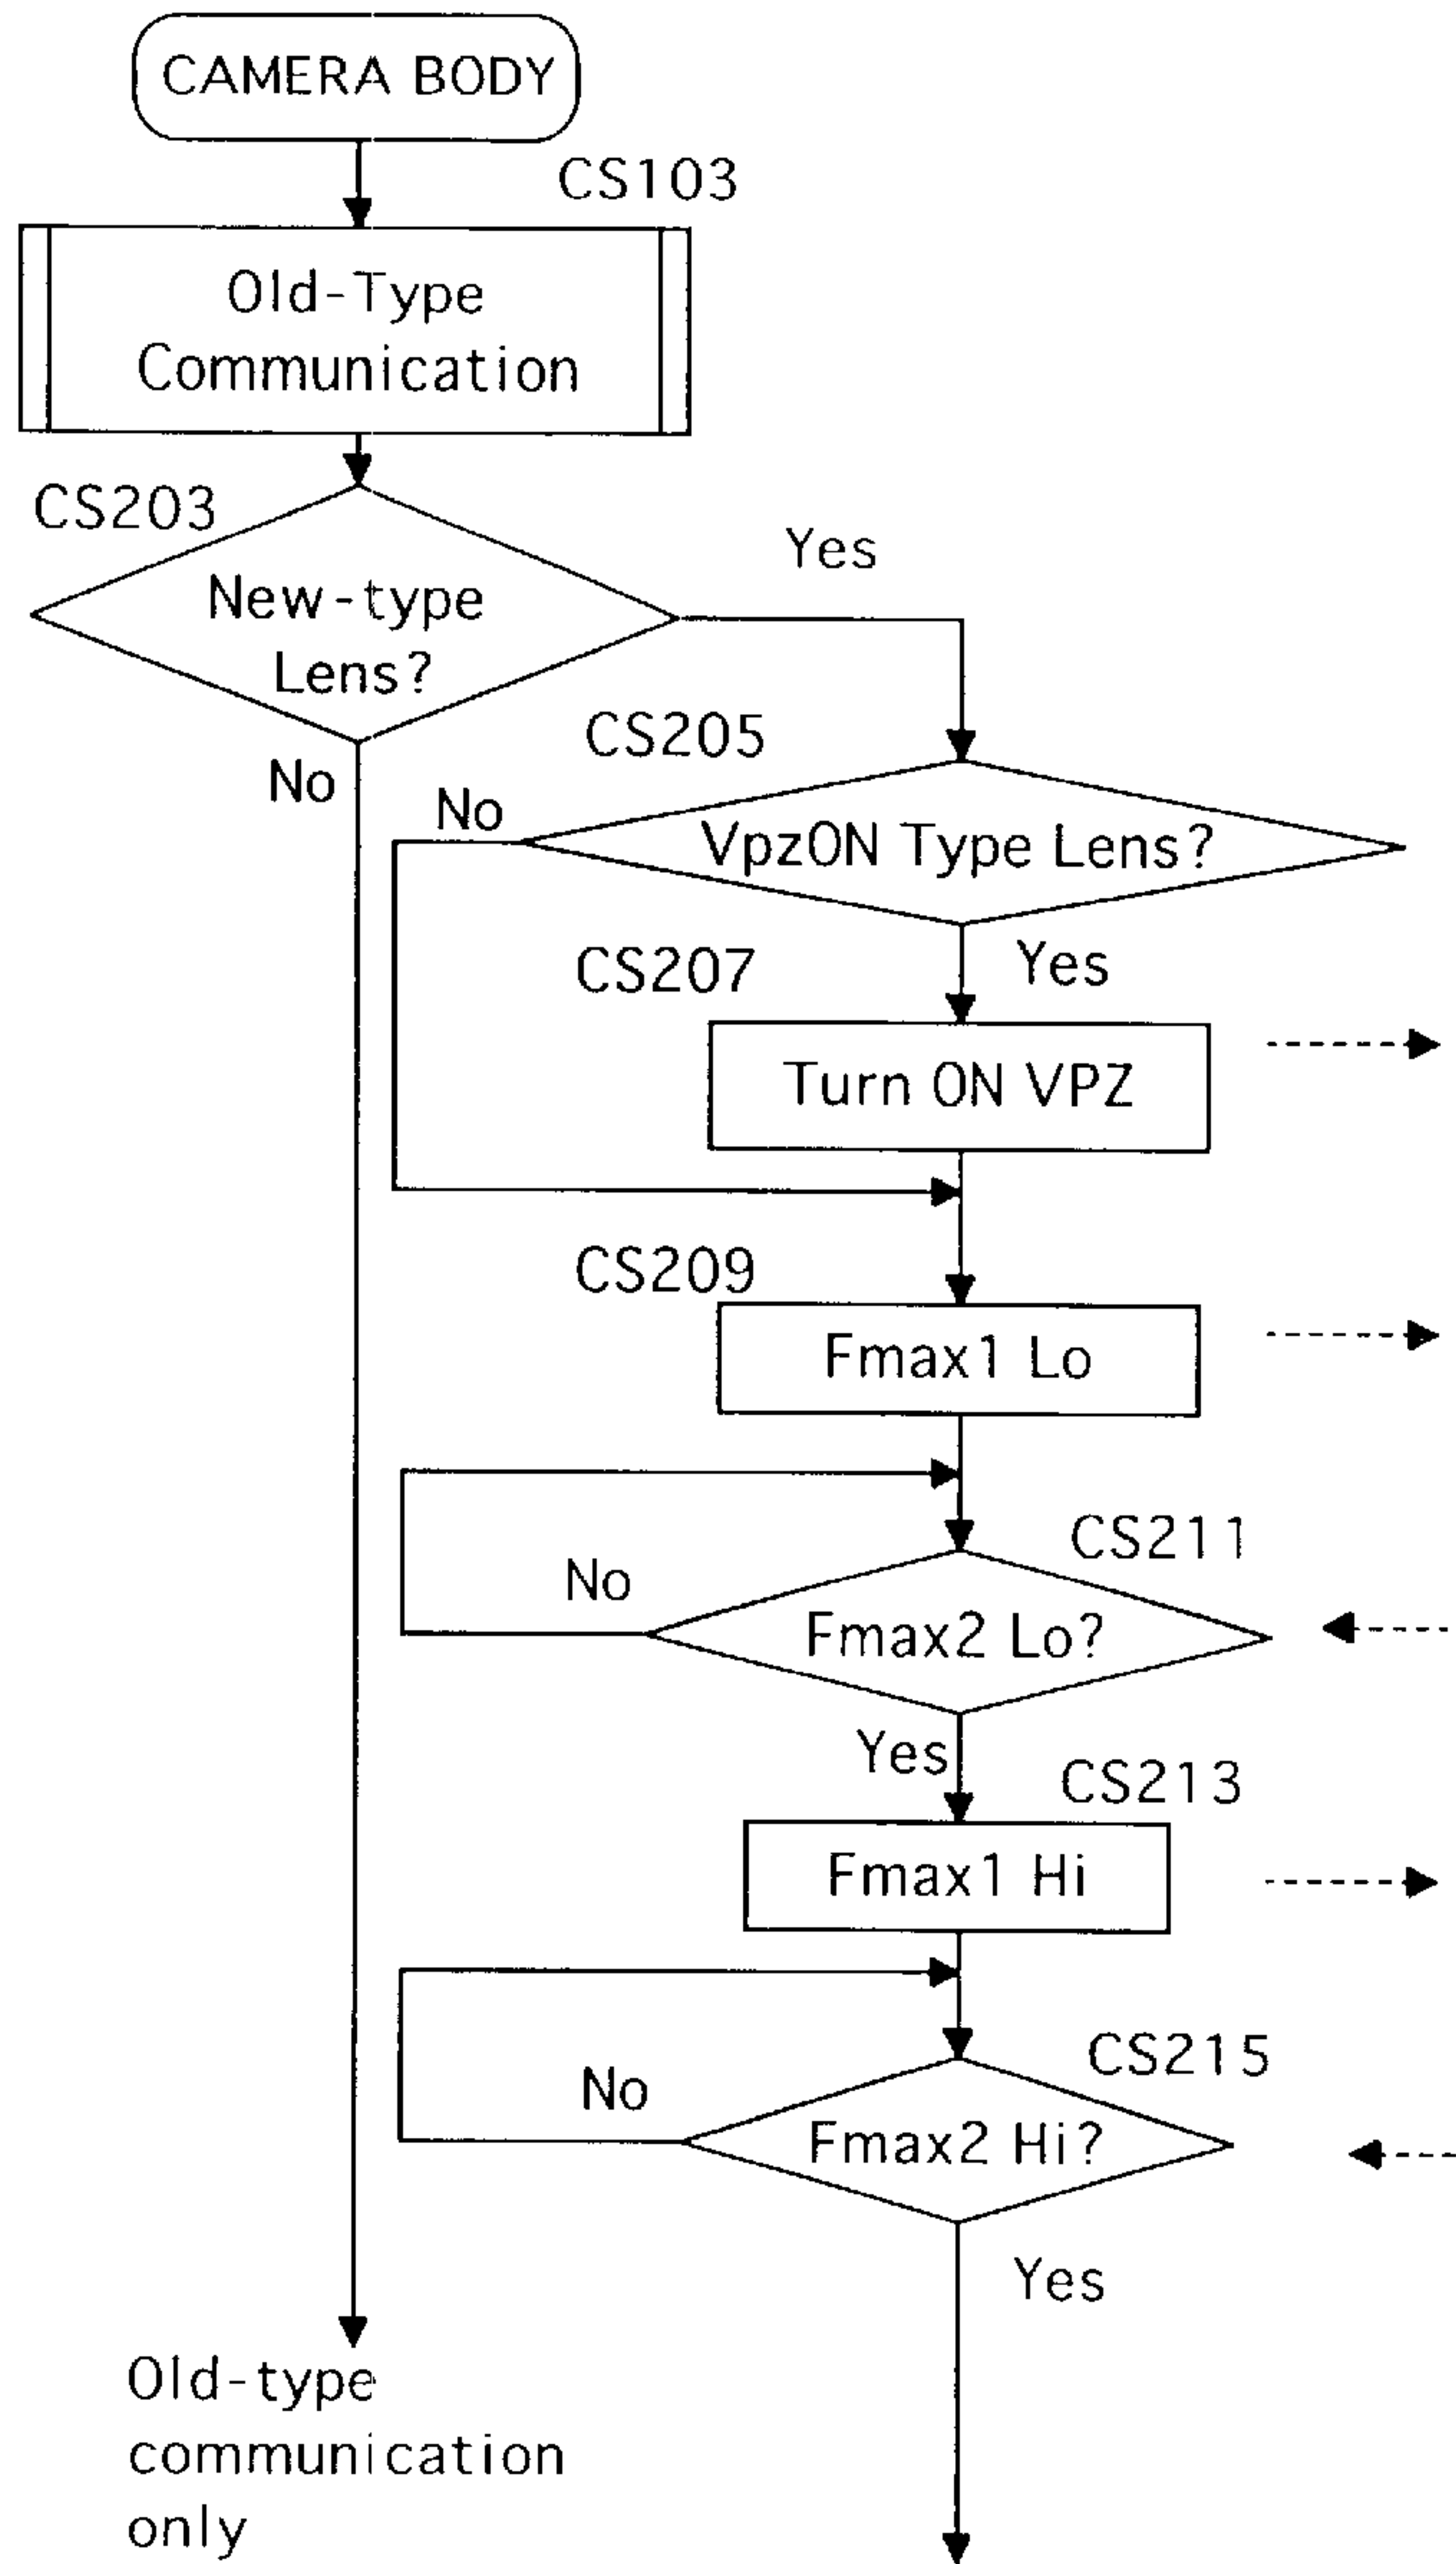 CAMERA BODY
CS103
Old-Type
Communication
CS203
New-type
Lens?
Yes
No
CS205
No
VpzON Type Lens?
Yes
CS207
Turn ON VPZ
CS209
Fmax1 Lo
CS211
No
Fmax2 Lo?
Yes
CS213
Fmax1 Hi
CS215
No
Fmax2 Hi?
Yes
Old-type
communication
only